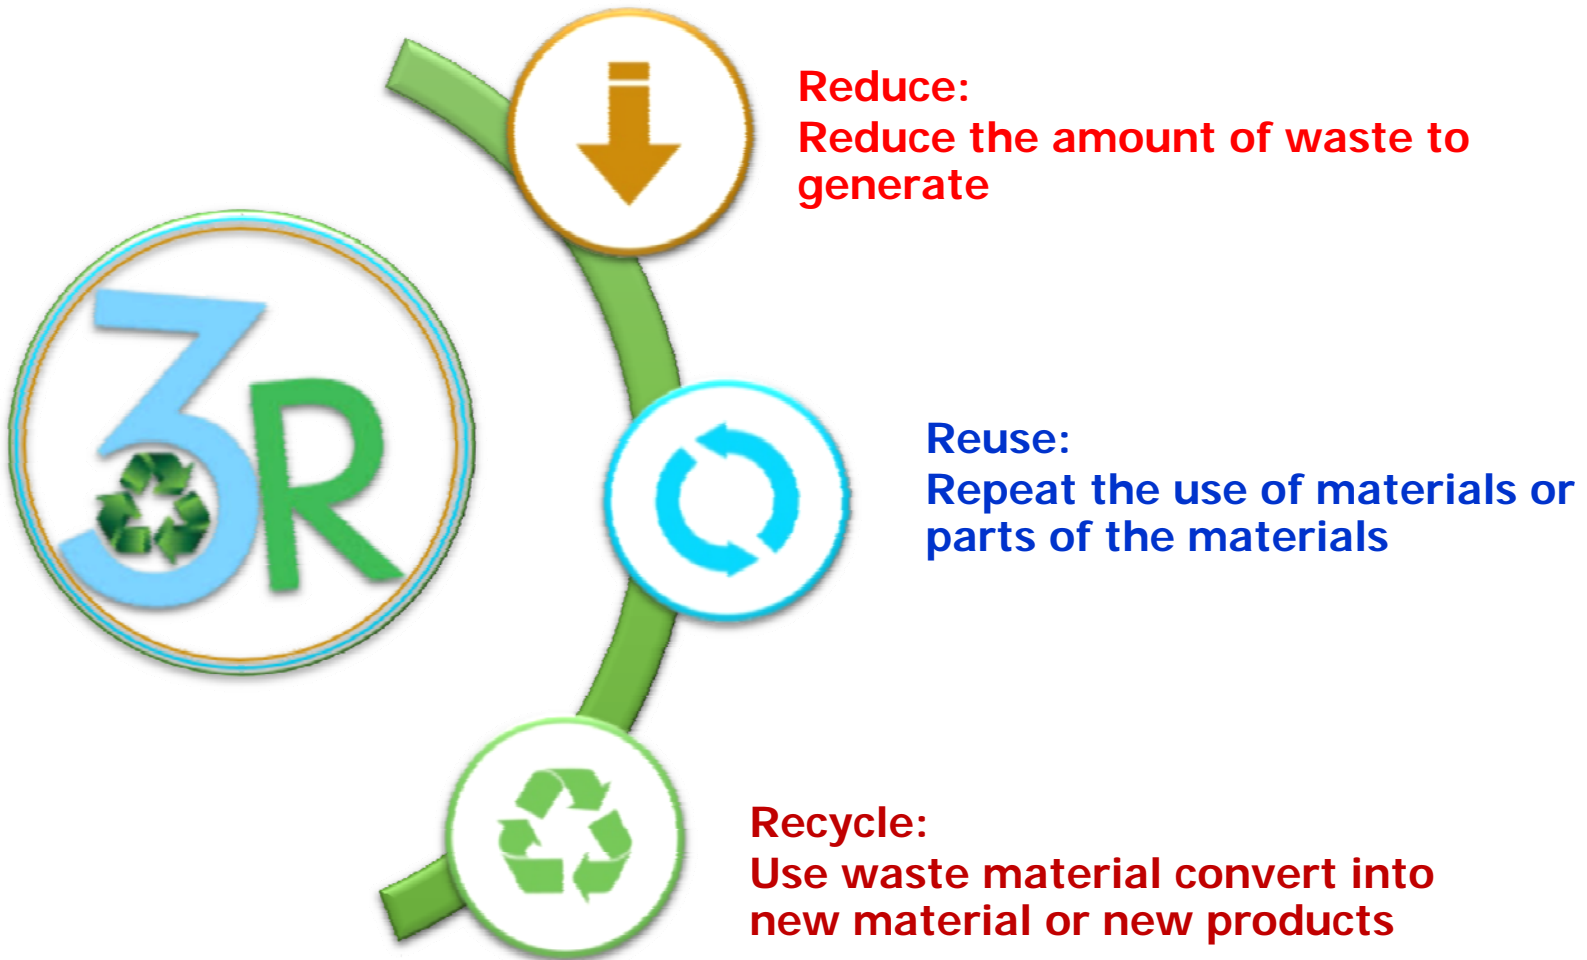 3R
Reduce:
Reduce the amount of waste to
generate
Reuse:
Repeat the use of materials or
parts of the materials
Recycle:
Use waste material convert into
new material or new products